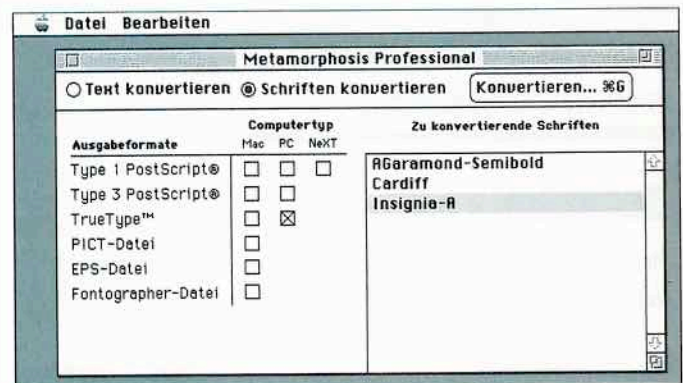 Datei Bearbeiten
Metamorphosis Professional
Text konvertieren Schriften konvertieren Konvertieren... ⌘G
Computertyp
Ausgabeformate Mac PC NeXT
Type 1 PostScript®
Type 3 PostScript®
TrueType™
PICT-Datei
EPS-Datei
Fontographer-Datei
Zu konvertierende Schriften
AGaramond-Semibold
Cardiff
Insignia-A